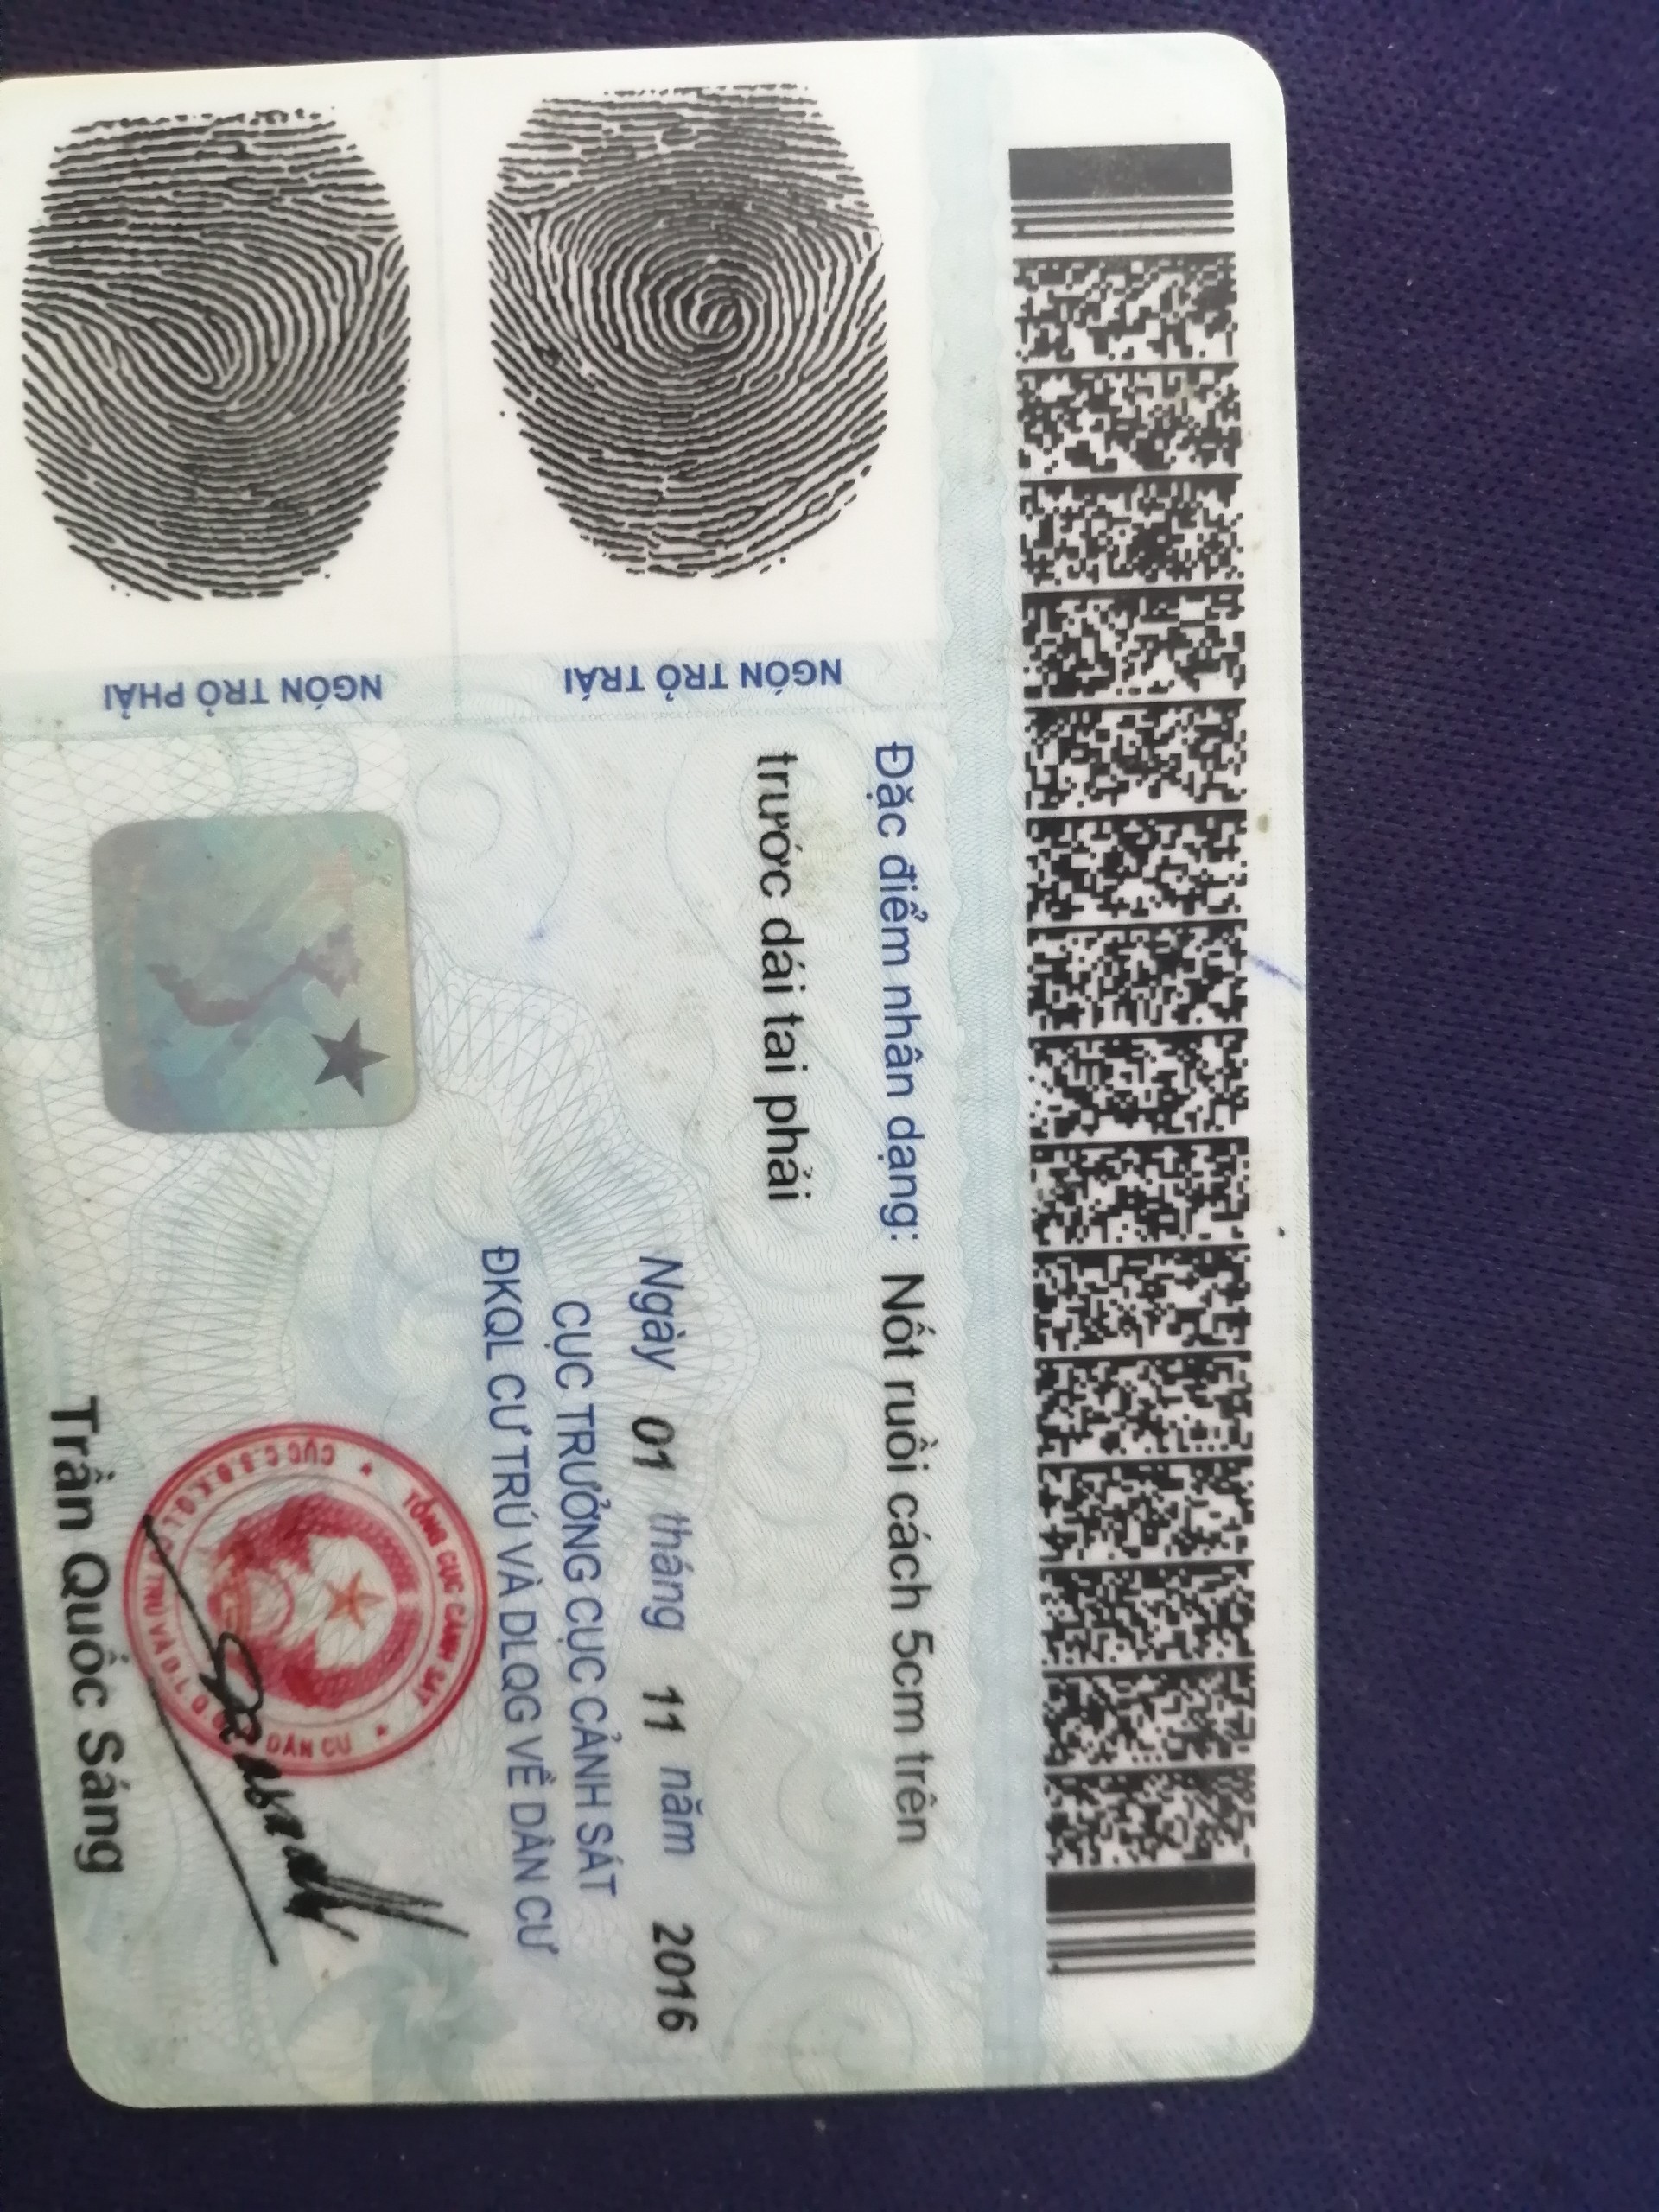 Đặc điểm nhân dạng: Nốt ruồi cách 5cm trên
trước dái tai phải
NGÓN TRỎ TRÁI
NGÓN TRỎ PHẢI
Ngày 01 tháng 11 năm 2016
CỤC TRƯỞNG CỤC CẢNH SÁT
ĐKQL CƯ TRÚ VÀ DLQG VỀ DÂN CƯ
TỔNG CỤC CẢNH SÁT
Trần Quốc Sáng